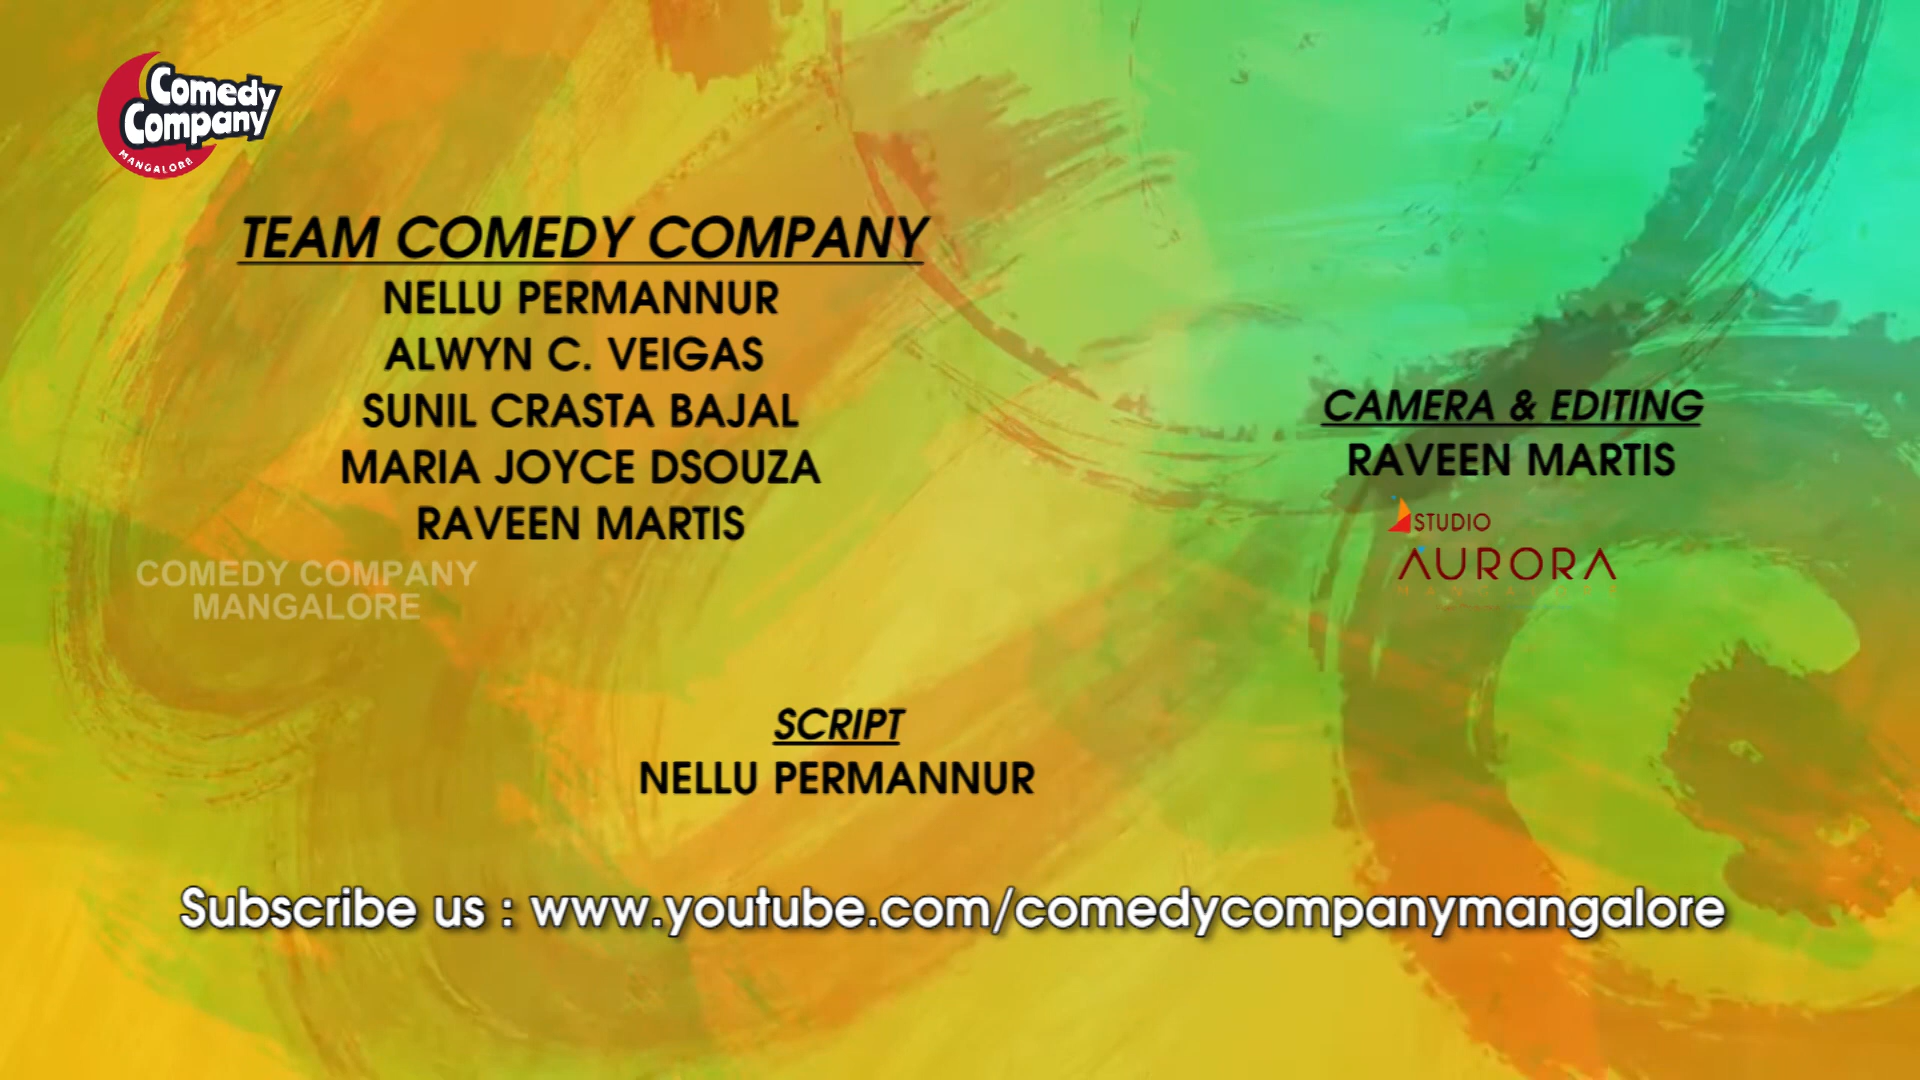 Comedy
Company
MANGALORE
TEAM COMEDY COMPANY
NELLU PERMANNUR
ALWYN C. VEIGAS
SUNIL CRASTA BAJAL
MARIA JOYCE DSOUZA
RAVEEN MARTIS
COMEDY COMPANY
MANGALORE
CAMERA & EDITING
RAVEEN MARTIS
STUDIO
AURORA
MANGALORE
SCRIPT
NELLU PERMANNUR
Subscribe us : www.youtube.com/comedycompanymangalore